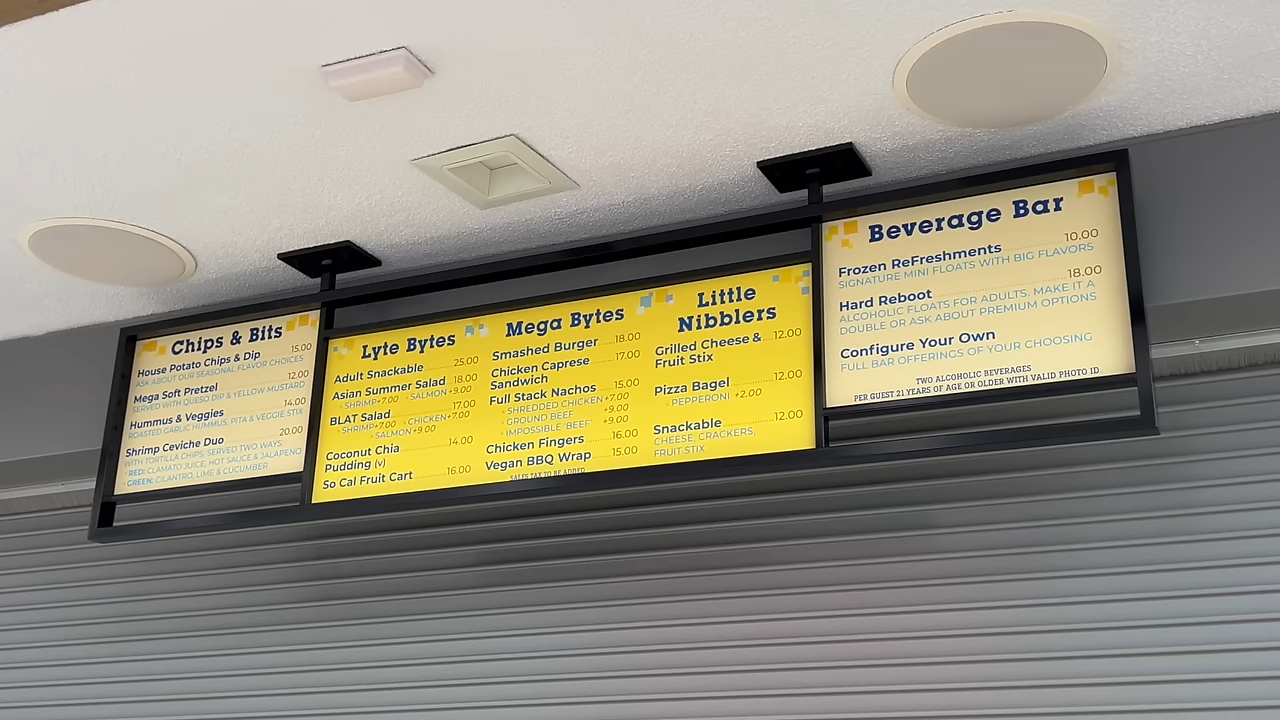 Chips & Bits
House Potato Chips & Dip 15.00
ASK ABOUT OUR SEASONAL FLAVOR CHOICES
Mega Soft Pretzel 12.00
SERVED WITH QUESO DIP & YELLOW MUSTARD
Hummus & Veggies 14.00
ROASTED GARLIC HUMMUS, PITA & VEGGIE STIX
Shrimp Ceviche Duo 20.00
WITH TORTILLA CHIPS, SERVED TWO WAYS:
· RED: CLAMATO JUICE, HOT SAUCE & JALAPENO
· GREEN: CILANTRO, LIME & CUCUMBER
Lyte Bytes
Adult Snackable 25.00
Asian Summer Salad 18.00
· SHRIMP +7.00 · SALMON +9.00
BLAT Salad 17.00
· SHRIMP +7.00 · CHICKEN +7.00
· SALMON +9.00
Coconut Chia 14.00
Pudding (v)
So Cal Fruit Cart 16.00
Mega Bytes
Smashed Burger 18.00
Chicken Caprese 17.00
Sandwich
Full Stack Nachos 15.00
· SHREDDED CHICKEN +7.00
· GROUND BEEF +9.00
· IMPOSSIBLE 'BEEF' +9.00
Chicken Fingers 16.00
Vegan BBQ Wrap 15.00
SALES TAX TO BE ADDED
Little
Nibblers
Grilled Cheese & 12.00
Fruit Stix
Pizza Bagel 12.00
· PEPPERONI +2.00
Snackable 12.00
CHEESE, CRACKERS,
FRUIT STIX
Beverage Bar
Frozen ReFreshments 10.00
SIGNATURE MINI FLOATS WITH BIG FLAVORS
Hard Reboot 18.00
ALCOHOLIC FLOATS FOR ADULTS. MAKE IT A
DOUBLE OR ASK ABOUT PREMIUM OPTIONS
Configure Your Own
FULL BAR OFFERINGS OF YOUR CHOOSING
TWO ALCOHOLIC BEVERAGES
PER GUEST 21 YEARS OF AGE OR OLDER WITH VALID PHOTO ID.